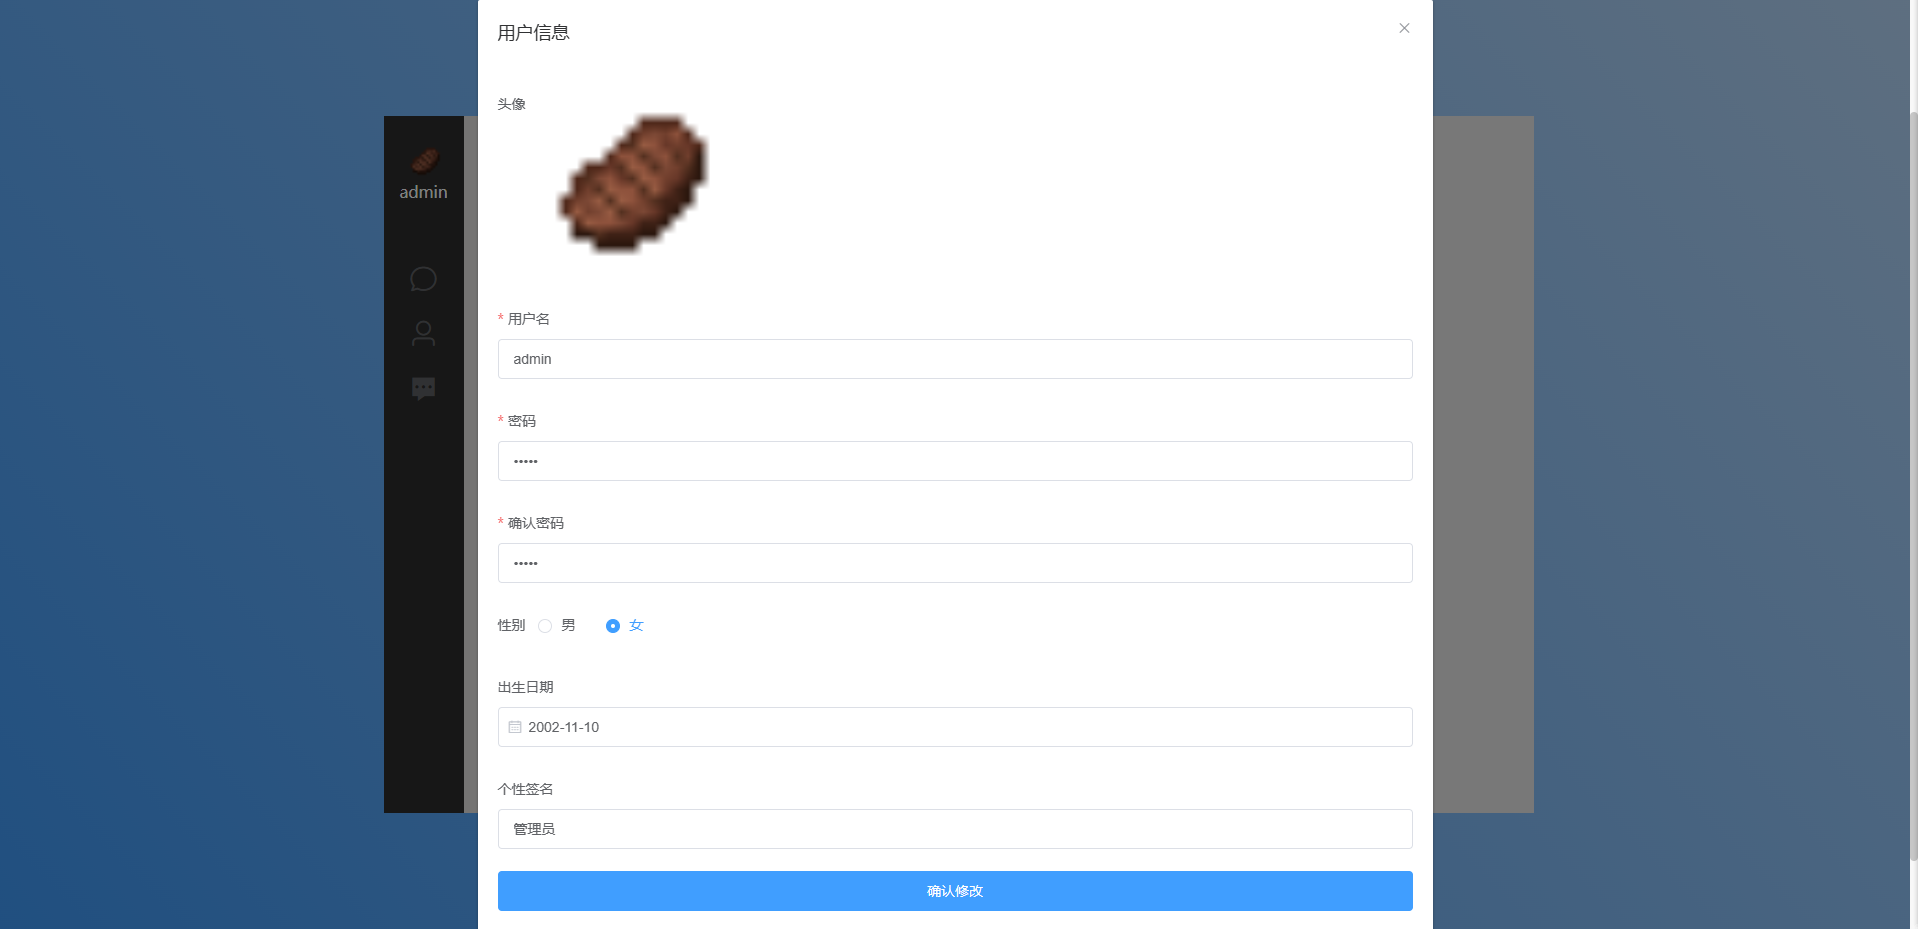 用户信息
头像
admin
* 用户名
admin
* 密码
•••••
* 确认密码
•••••
性别 男 女
出生日期
2002-11-10
个性签名
管理员
确认修改